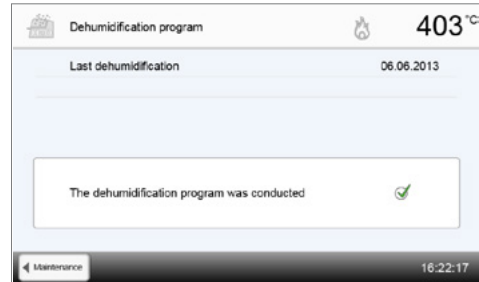 Dehumidification program 403 °C
Last dehumidification 06.06.2013
The dehumidification program was conducted
Maintenance 16:22:17